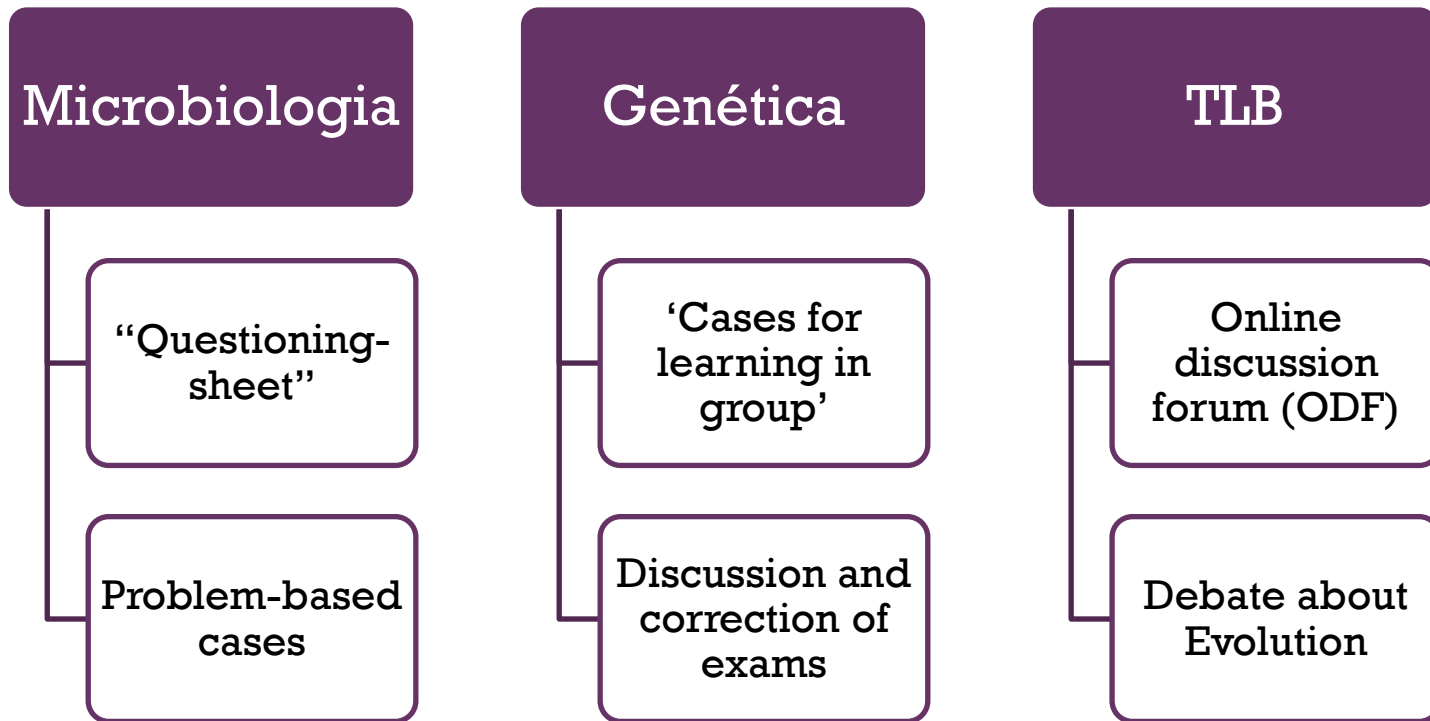 Microbiologia
“Questioning-
sheet”
Problem-based
cases
Genética
‘Cases for
learning in
group’
Discussion and
correction of
exams
TLB
Online
discussion
forum (ODF)
Debate about
Evolution